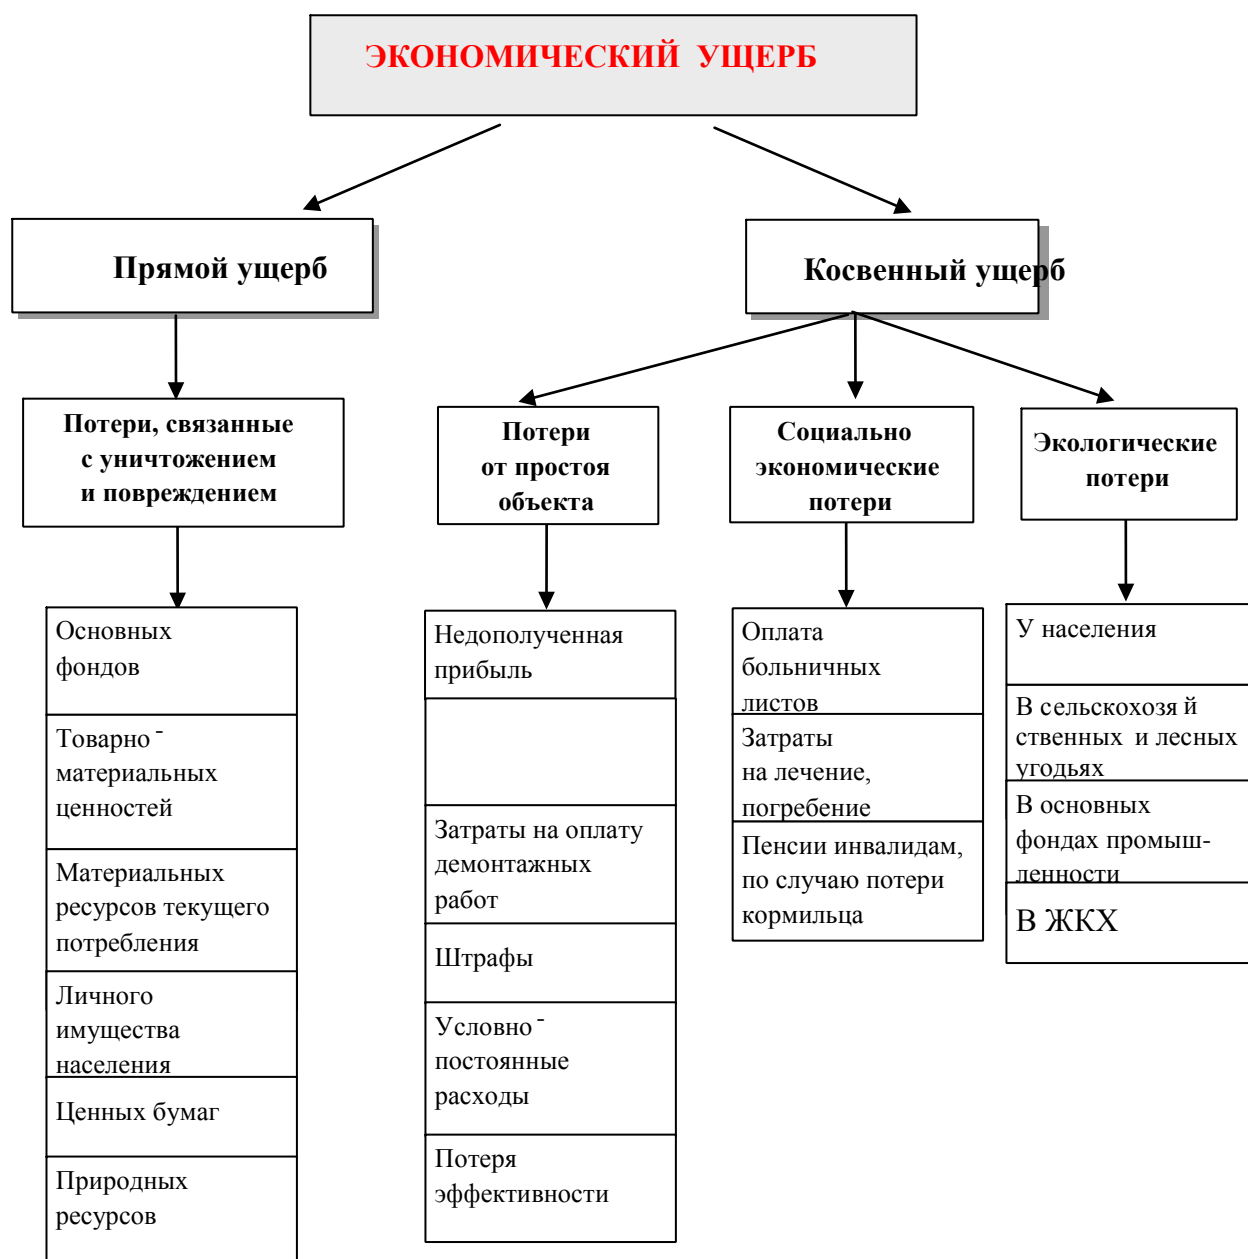 ЭКОНОМИЧЕСКИЙ УЩЕРБ
Прямой ущерб
Косвенный ущерб
Потери, связанные
с уничтожением
и повреждением
Потери
от простоя
объекта
Социально
экономические
потери
Экологические
потери
Основных
фондов
Товарно-
материальных
ценностей
Материальных
ресурсов текущего
потребления
Личного
имущества
населения
Ценных бумаг
Природных
ресурсов
Недополученная
прибыль
Затраты на оплату
демонтажных
работ
Штрафы
Условно-
постоянные
расходы
Потеря
эффективности
Оплата
больничных
листов
Затраты
на лечение,
погребение
Пенсии инвалидам,
по случаю потери
кормильца
У населения
В сельскохозяй
ственных и лесных
угодьях
В основных
фондах промыш-
ленности
В ЖКХ